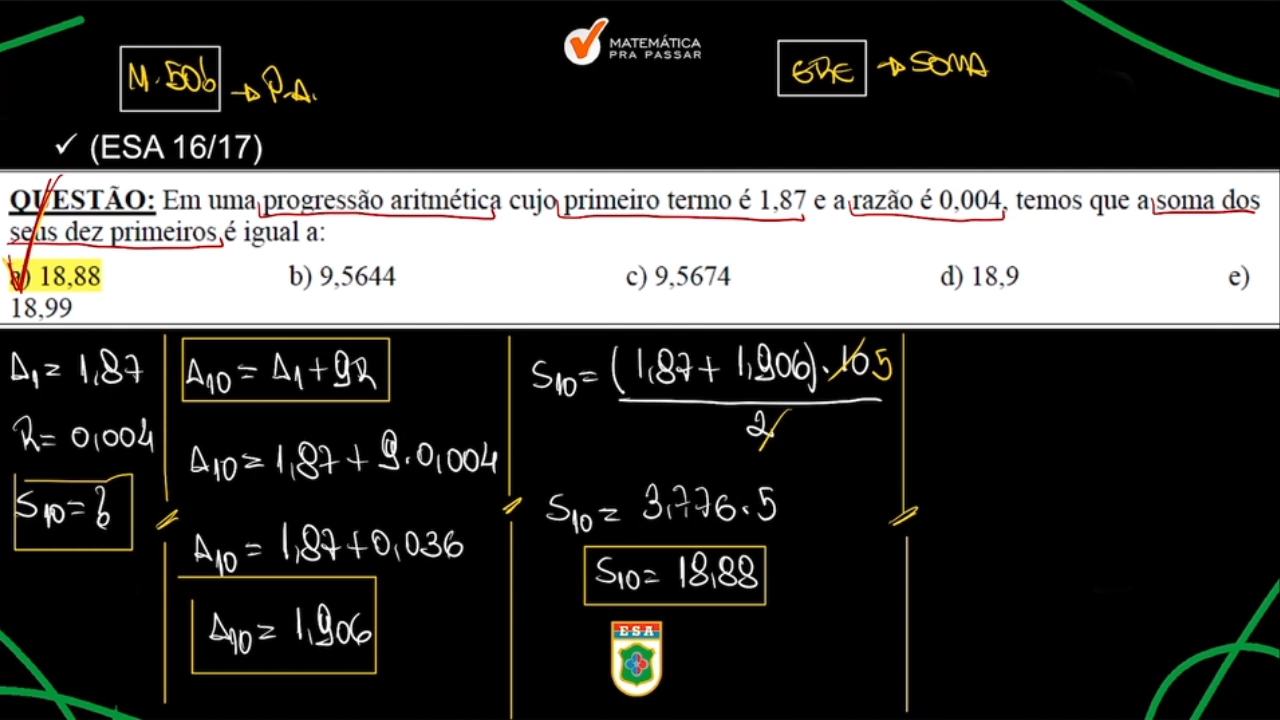 MATEMÁTICA
PRA PASSAR
M.50b → P.A.
→ SOMA
✓ (ESA 16/17)
QUESTÃO: Em uma progressão aritmética cujo primeiro termo é 1,87 e a razão é 0,004, temos que a soma dos
seus dez primeiros é igual a:
a) 18,88 b) 9,5644 c) 9,5674 d) 18,9 e)
18,99
A1 = 1,87
R = 0,004
S10 = ?
A10 = A1 + 9R
A10 = 1,87 + 9.0,004
A10 = 1,87 + 0,036
A10 = 1,906
S10 = (1,87 + 1,906) . 10 5
2
S10 = 3,776.5
S10 = 18,88
ESA